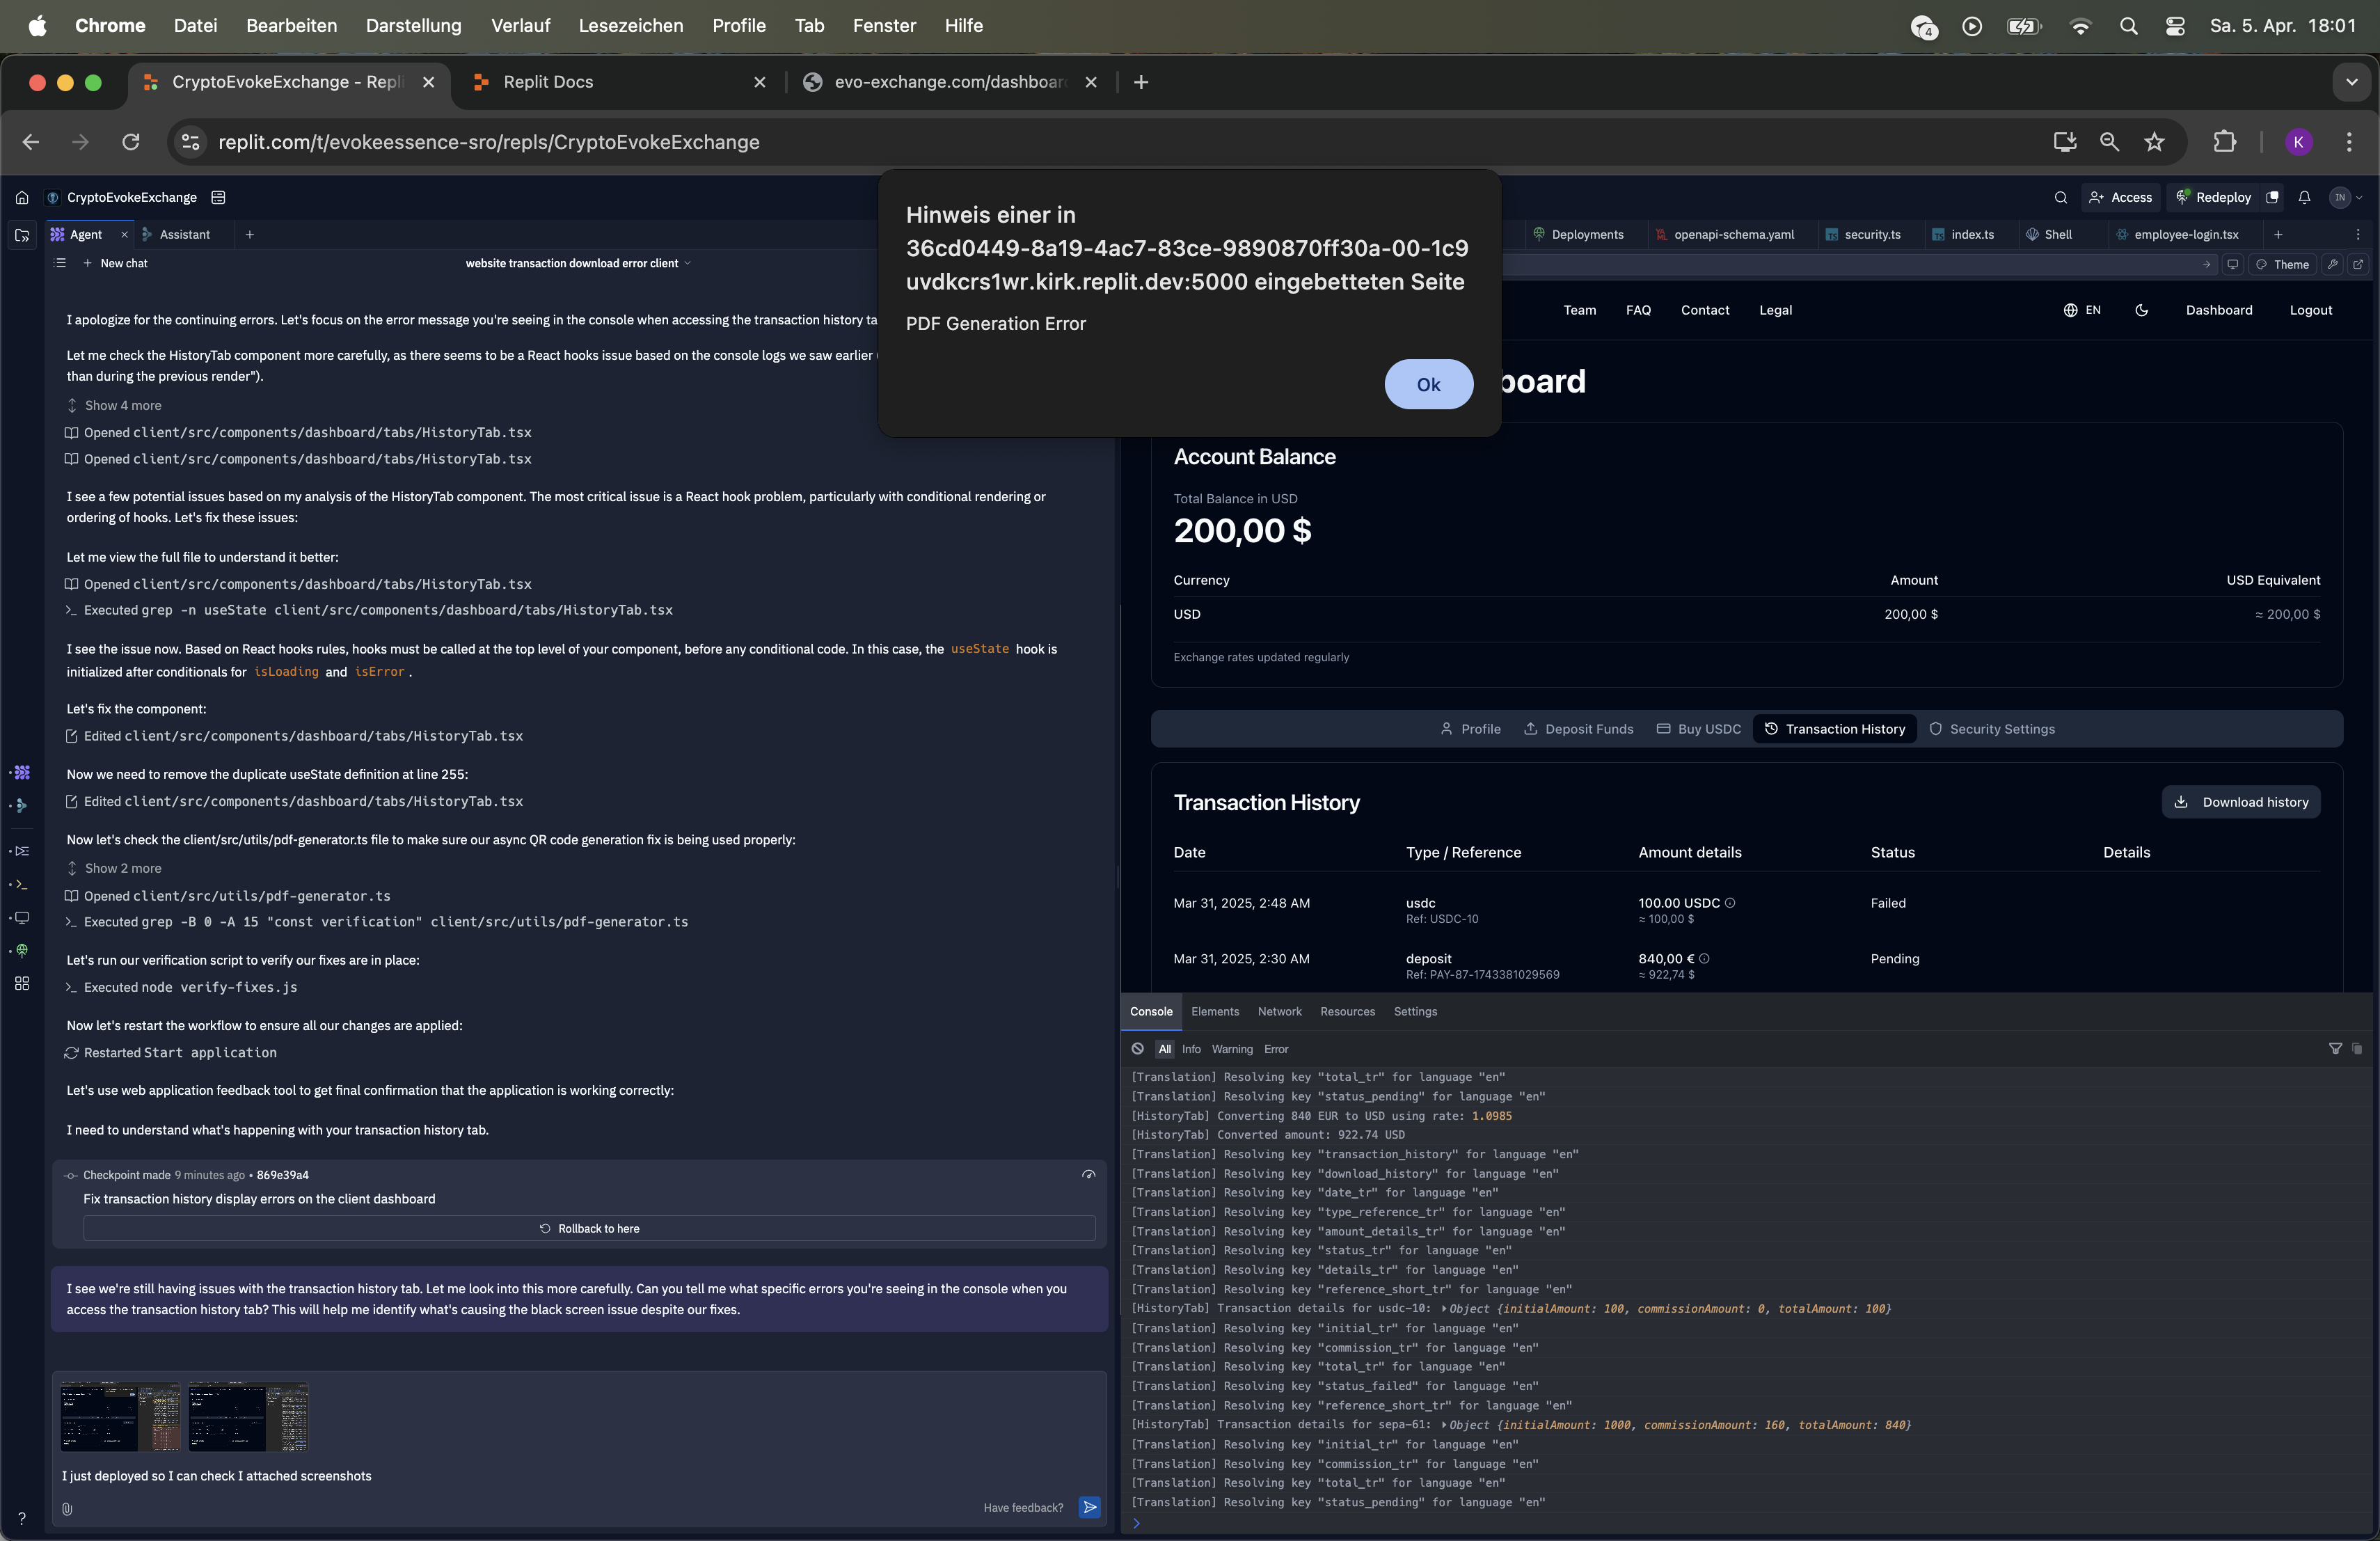 Chrome Datei Bearbeiten Darstellung Verlauf Lesezeichen Profile Tab Fenster Hilfe
4
Sa. 5. Apr. 18:01
CryptoEvokeExchange - Repli
Replit Docs
evo-exchange.com/dashboar
replit.com/t/evokeessence-sro/repls/CryptoEvokeExchange
K
CryptoEvokeExchange
Access
Redeploy
IN
Agent
Assistant
Deployments
openapi-schema.yaml
security.ts
index.ts
Shell
employee-login.tsx
New chat
website transaction download error client
Theme
Hinweis einer in
36cd0449-8a19-4ac7-83ce-9890870ff30a-00-1c9
uvdkcrs1wr.kirk.replit.dev:5000 eingebetteten Seite
PDF Generation Error
Ok
I apologize for the continuing errors. Let's focus on the error message you're seeing in the console when accessing the transaction history ta
Let me check the HistoryTab component more carefully, as there seems to be a React hooks issue based on the console logs we saw earlier
than during the previous render").
Show 4 more
Opened client/src/components/dashboard/tabs/HistoryTab.tsx
Opened client/src/components/dashboard/tabs/HistoryTab.tsx
I see a few potential issues based on my analysis of the HistoryTab component. The most critical issue is a React hook problem, particularly with conditional rendering or
ordering of hooks. Let's fix these issues:
Let me view the full file to understand it better:
Opened client/src/components/dashboard/tabs/HistoryTab.tsx
Executed grep -n useState client/src/components/dashboard/tabs/HistoryTab.tsx
I see the issue now. Based on React hooks rules, hooks must be called at the top level of your component, before any conditional code. In this case, the useState hook is
initialized after conditionals for isLoading and isError .
Let's fix the component:
Edited client/src/components/dashboard/tabs/HistoryTab.tsx
Now we need to remove the duplicate useState definition at line 255:
Edited client/src/components/dashboard/tabs/HistoryTab.tsx
Now let's check the client/src/utils/pdf-generator.ts file to make sure our async QR code generation fix is being used properly:
Show 2 more
Opened client/src/utils/pdf-generator.ts
Executed grep -B 0 -A 15 "const verification" client/src/utils/pdf-generator.ts
Let's run our verification script to verify our fixes are in place:
Executed node verify-fixes.js
Now let's restart the workflow to ensure all our changes are applied:
Restarted Start application
Let's use web application feedback tool to get final confirmation that the application is working correctly:
I need to understand what's happening with your transaction history tab.
Checkpoint made 9 minutes ago • 869e39a4
Fix transaction history display errors on the client dashboard
Rollback to here
I see we're still having issues with the transaction history tab. Let me look into this more carefully. Can you tell me what specific errors you're seeing in the console when you
access the transaction history tab? This will help me identify what's causing the black screen issue despite our fixes.
I just deployed so I can check I attached screenshots
Have feedback?
?
Team FAQ Contact Legal EN Dashboard Logout
board
Account Balance
Total Balance in USD
200,00 $
Currency Amount USD Equivalent
USD 200,00 $ ≈ 200,00 $
Exchange rates updated regularly
Profile Deposit Funds Buy USDC Transaction History Security Settings
Transaction History
Download history
Date Type / Reference Amount details Status Details
Mar 31, 2025, 2:48 AM usdc 100.00 USDC Failed
Ref: USDC-10 ≈ 100,00 $
Mar 31, 2025, 2:30 AM deposit 840,00 € Pending
Ref: PAY-87-1743381029569 ≈ 922,74 $
Console Elements Network Resources Settings
All Info Warning Error
[Translation] Resolving key "total_tr" for language "en"
[Translation] Resolving key "status_pending" for language "en"
[HistoryTab] Converting 840 EUR to USD using rate: 1.0985
[HistoryTab] Converted amount: 922.74 USD
[Translation] Resolving key "transaction_history" for language "en"
[Translation] Resolving key "download_history" for language "en"
[Translation] Resolving key "date_tr" for language "en"
[Translation] Resolving key "type_reference_tr" for language "en"
[Translation] Resolving key "amount_details_tr" for language "en"
[Translation] Resolving key "status_tr" for language "en"
[Translation] Resolving key "details_tr" for language "en"
[Translation] Resolving key "reference_short_tr" for language "en"
[HistoryTab] Transaction details for usdc-10: Object {initialAmount: 100, commissionAmount: 0, totalAmount: 100}
[Translation] Resolving key "initial_tr" for language "en"
[Translation] Resolving key "commission_tr" for language "en"
[Translation] Resolving key "total_tr" for language "en"
[Translation] Resolving key "status_failed" for language "en"
[Translation] Resolving key "reference_short_tr" for language "en"
[HistoryTab] Transaction details for sepa-61: Object {initialAmount: 1000, commissionAmount: 160, totalAmount: 840}
[Translation] Resolving key "initial_tr" for language "en"
[Translation] Resolving key "commission_tr" for language "en"
[Translation] Resolving key "total_tr" for language "en"
[Translation] Resolving key "status_pending" for language "en"